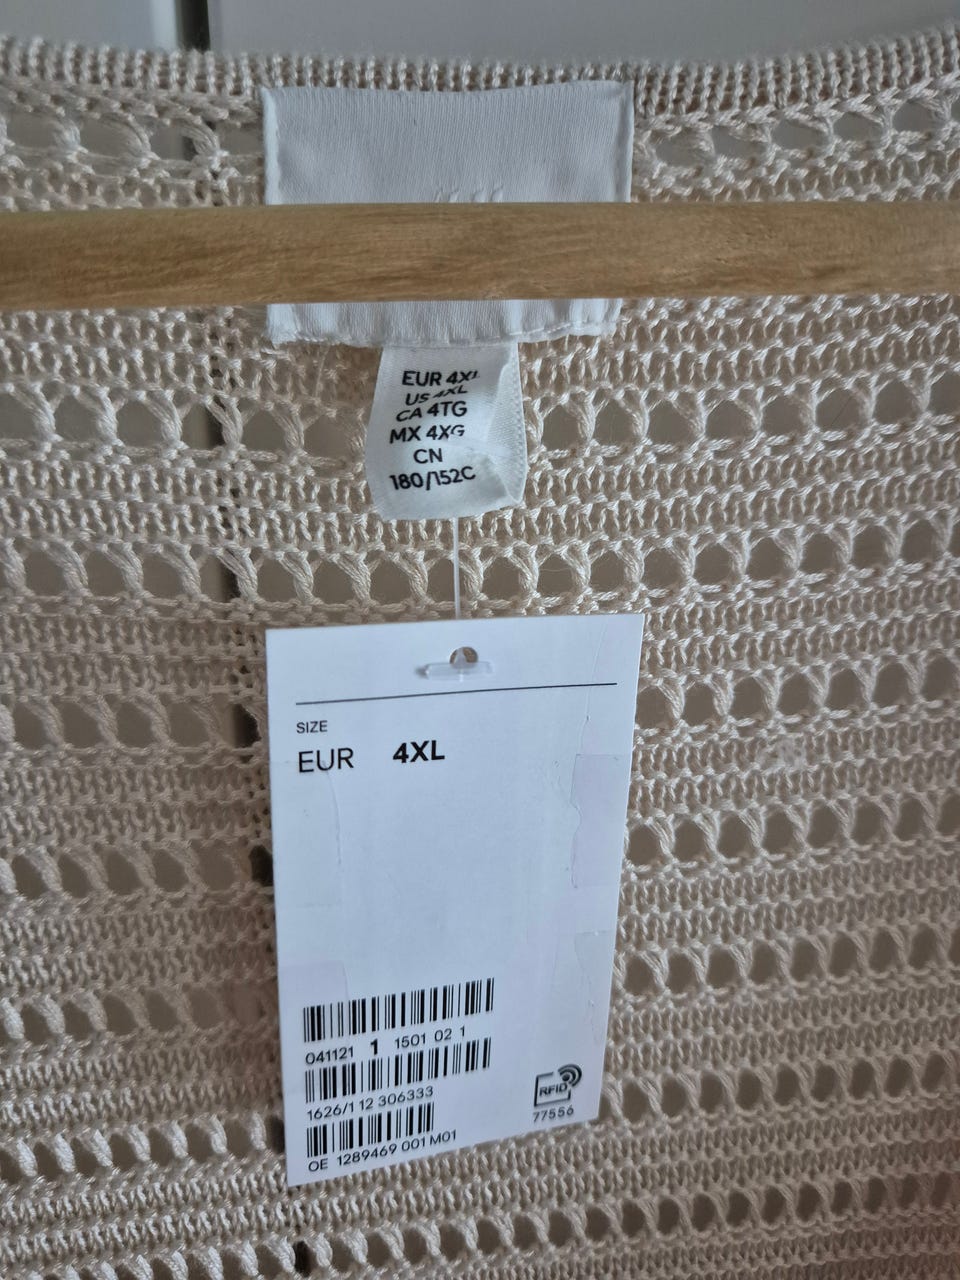 EUR 4XL
US 4XL
CA 4TG
MX 4XG
CN
180/152C
SIZE
EUR 4XL
041121 1 1501 02 1
1626/1 12 306333
OE 1289469 001 M01
RFID
77556